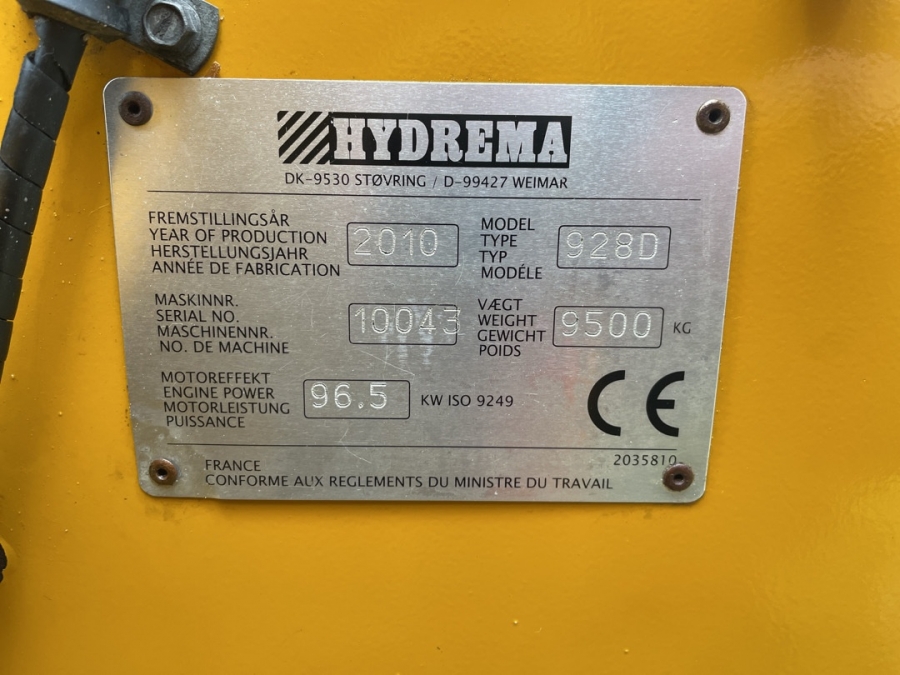 HYDREMA
DK-9530 STØVRING / D-99427 WEIMAR
FREMSTILLINGSÅR
YEAR OF PRODUCTION
HERSTELLUNGSJAHR
ANNÉE DE FABRICATION
2010
MODEL
TYPE
TYP
MODÉLE
928D
MASKINNR.
SERIAL NO.
MASCHINENNR.
NO. DE MACHINE
10043
VÆGT
WEIGHT
GEWICHT
POIDS
9500 KG
MOTOREFFEKT
ENGINE POWER
MOTORLEISTUNG
PUISSANCE
96.5 KW ISO 9249
CE
2035810-
FRANCE
CONFORME AUX REGLEMENTS DU MINISTRE DU TRAVAIL